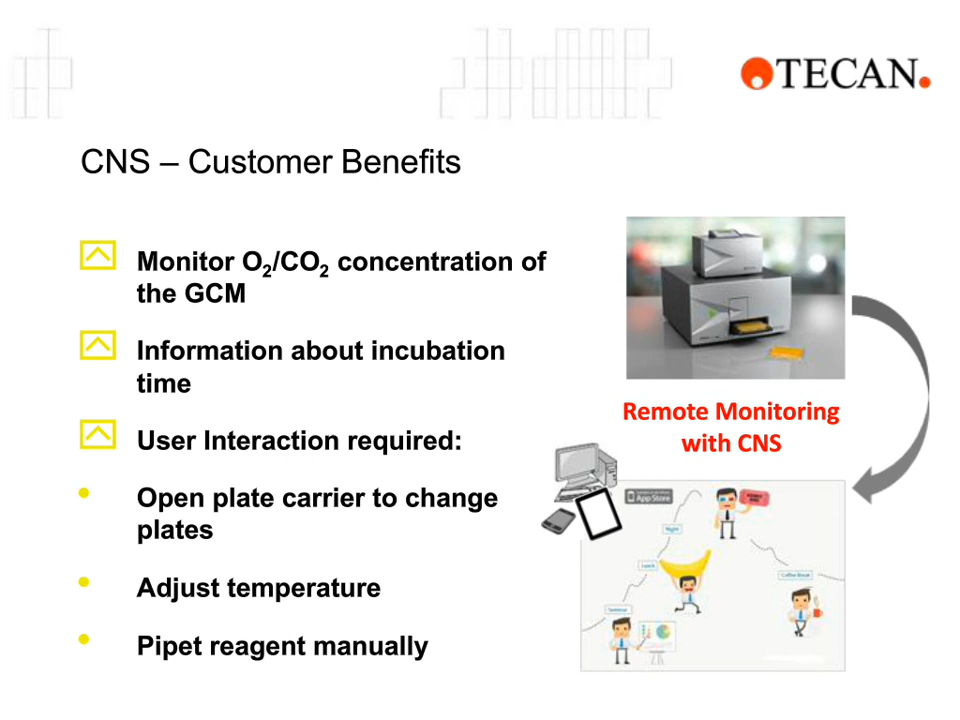 TECAN.
CNS – Customer Benefits
Monitor O₂/CO₂ concentration of
the GCM
Information about incubation
time
User Interaction required:
Open plate carrier to change
plates
Adjust temperature
Pipet reagent manually
Remote Monitoring
with CNS
App Store
Night
Lunch
Coffee Break
Terminal